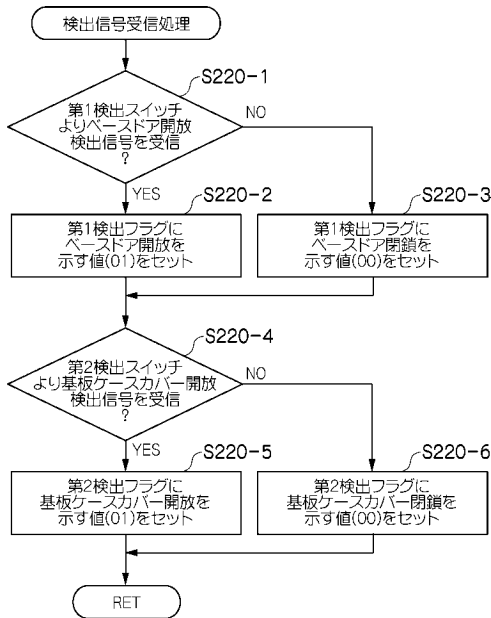 検出信号受信処理
S220-1
第1検出スイッチ
よりベースドア開放
検出信号を受信
?
NO
YES
S220-2
S220-3
第1検出フラグに
ベースドア開放を
示す値(01)をセット
第1検出フラグに
ベースドア閉鎖を
示す値(00)をセット
S220-4
第2検出スイッチ
より基板ケースカバー開放
検出信号を受信
?
NO
YES
S220-5
S220-6
第2検出フラグに
基板ケースカバー開放を
示す値(01)をセット
第2検出フラグに
基板ケースカバー閉鎖を
示す値(00)をセット
RET